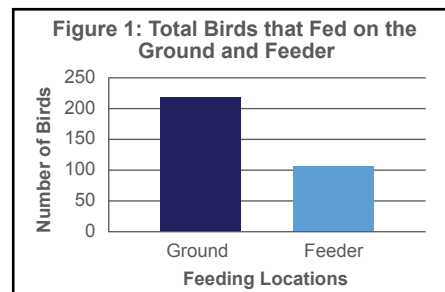 Figure 1: Total Birds that Fed on the
Ground and Feeder
Number of Birds
250
200
150
100
50
0
Ground Feeder
Feeding Locations